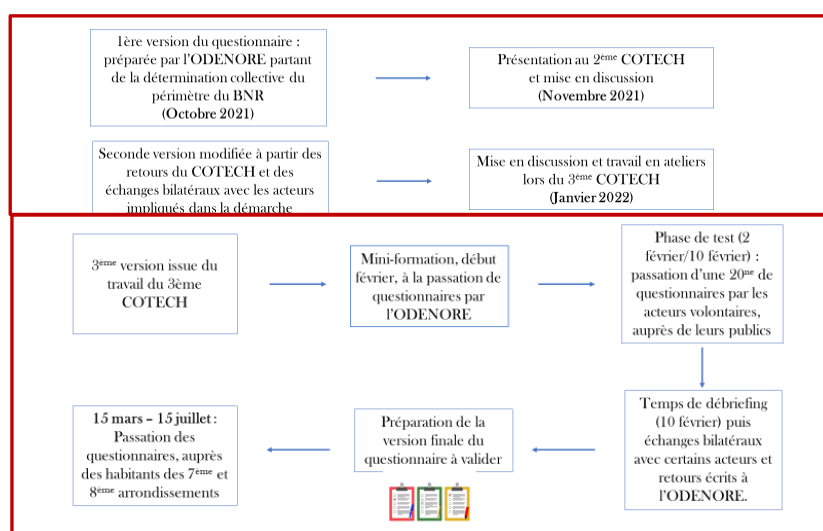 1ère version du questionnaire :
préparée par l'ODENORE partant
de la détermination collective du
périmètre du BNR
(Octobre 2021)
Présentation au 2ème COTECH
et mise en discussion
(Novembre 2021)
Seconde version modifiée à partir des
retours du COTECH et des
échanges bilatéraux avec les acteurs
impliqués dans la démarche
Mise en discussion et travail en ateliers
lors du 3ème COTECH
(Janvier 2022)
3ème version issue du
travail du 3ème
COTECH
Mini-formation, début
février, à la passation de
questionnaires par
l'ODENORE
Phase de test (2
février/10 février) :
passation d'une 20ne de
questionnaires par les
acteurs volontaires,
auprès de leurs publics
Temps de débriefing
(10 février) puis
échanges bilatéraux
avec certains acteurs et
retours écrits à
l'ODENORE.
Préparation de la
version finale du
questionnaire à valider
15 mars – 15 juillet :
Passation des
questionnaires, auprès
des habitants des 7ème et
8ème arrondissements